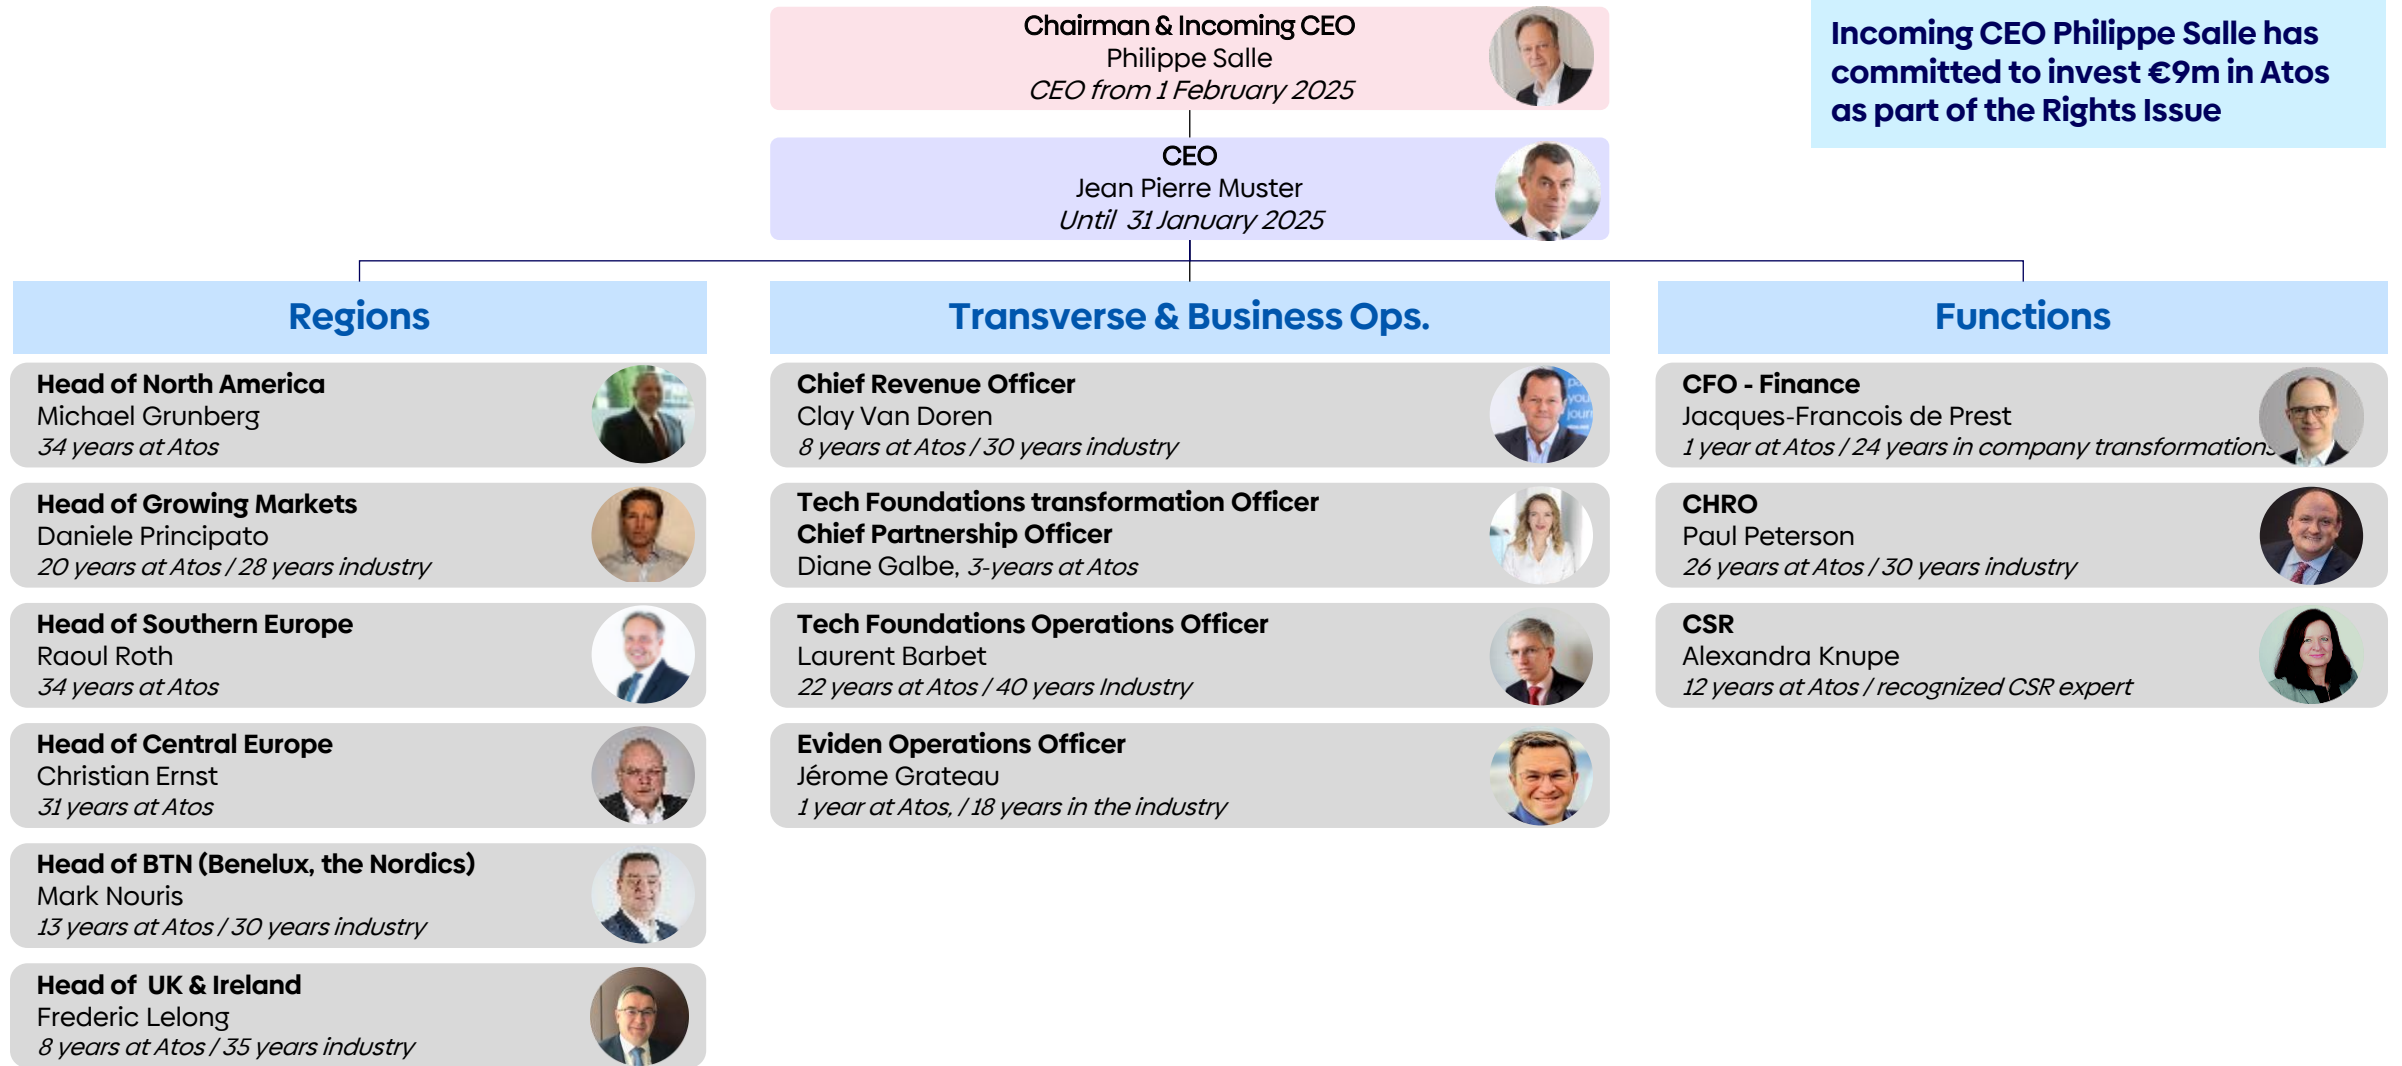 Chairman & Incoming CEO
Philippe Salle
CEO from 1 February 2025
Incoming CEO Philippe Salle has
committed to invest €9m in Atos
as part of the Rights Issue
CEO
Jean Pierre Muster
Until 31 January 2025
Regions
Head of North America
Michael Grunberg
34 years at Atos
Head of Growing Markets
Daniele Principato
20 years at Atos / 28 years industry
Head of Southern Europe
Raoul Roth
34 years at Atos
Head of Central Europe
Christian Ernst
31 years at Atos
Head of BTN (Benelux, the Nordics)
Mark Nouris
13 years at Atos / 30 years industry
Head of UK & Ireland
Frederic Lelong
8 years at Atos / 35 years industry
Transverse & Business Ops.
Chief Revenue Officer
Clay Van Doren
8 years at Atos / 30 years industry
Tech Foundations transformation Officer
Chief Partnership Officer
Diane Galbe, 3-years at Atos
Tech Foundations Operations Officer
Laurent Barbet
22 years at Atos / 40 years Industry
Eviden Operations Officer
Jérome Grateau
1 year at Atos, / 18 years in the industry
Functions
CFO - Finance
Jacques-Francois de Prest
1 year at Atos / 24 years in company transformations
CHRO
Paul Peterson
26 years at Atos / 30 years industry
CSR
Alexandra Knupe
12 years at Atos / recognized CSR expert